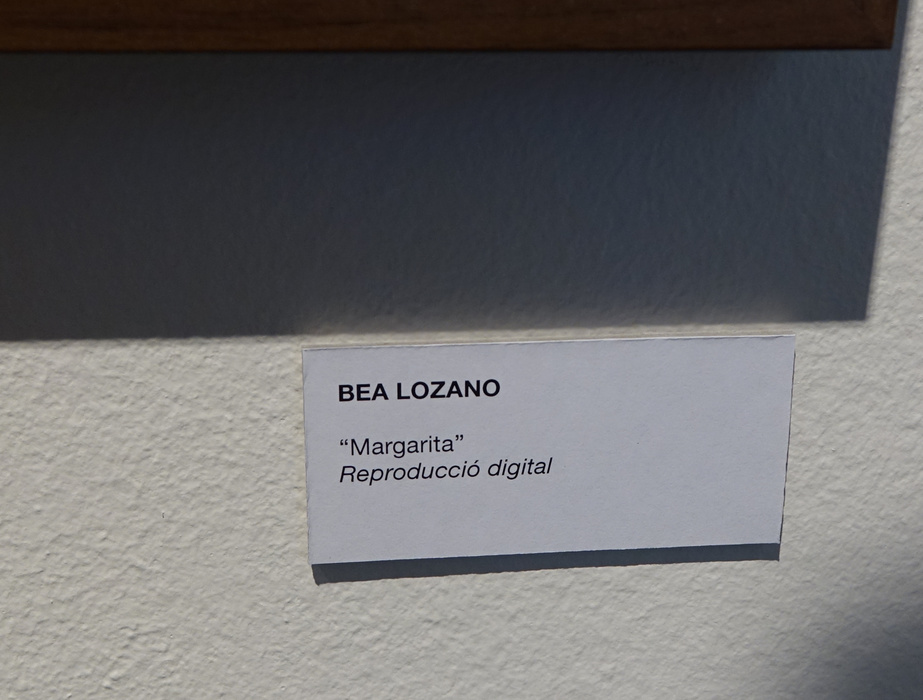 BEA LOZANO
“Margarita”
Reproducció digital